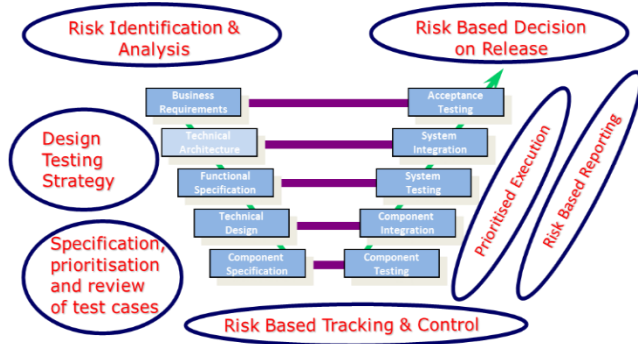 Risk Identification &
Analysis
Risk Based Decision
on Release
Business
Requirements
Acceptance
Testing
Technical
Architecture
System
Integration
Design
Testing
Strategy
Functional
Specification
System
Testing
Technical
Design
Component
Integration
Component
Specification
Component
Testing
Specification,
prioritisation
and review
of test cases
Prioritised Execution
Risk Based Reporting
Risk Based Tracking & Control